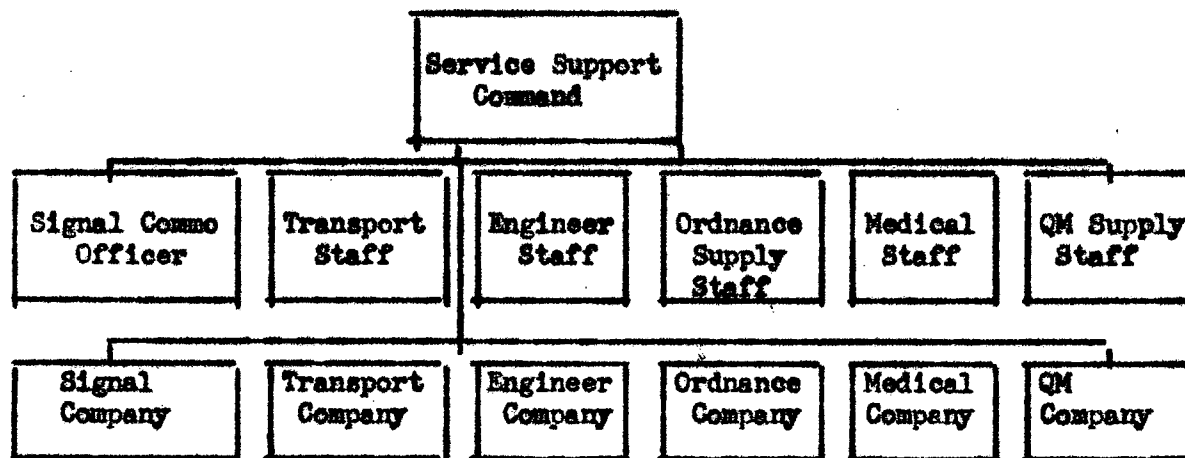 Service Support
Command
Signal Commo
Officer
Transport
Staff
Engineer
Staff
Ordnance
Supply
Staff
Medical
Staff
QM Supply
Staff
Signal
Company
Transport
Company
Engineer
Company
Ordnance
Company
Medical
Company
QM
Company